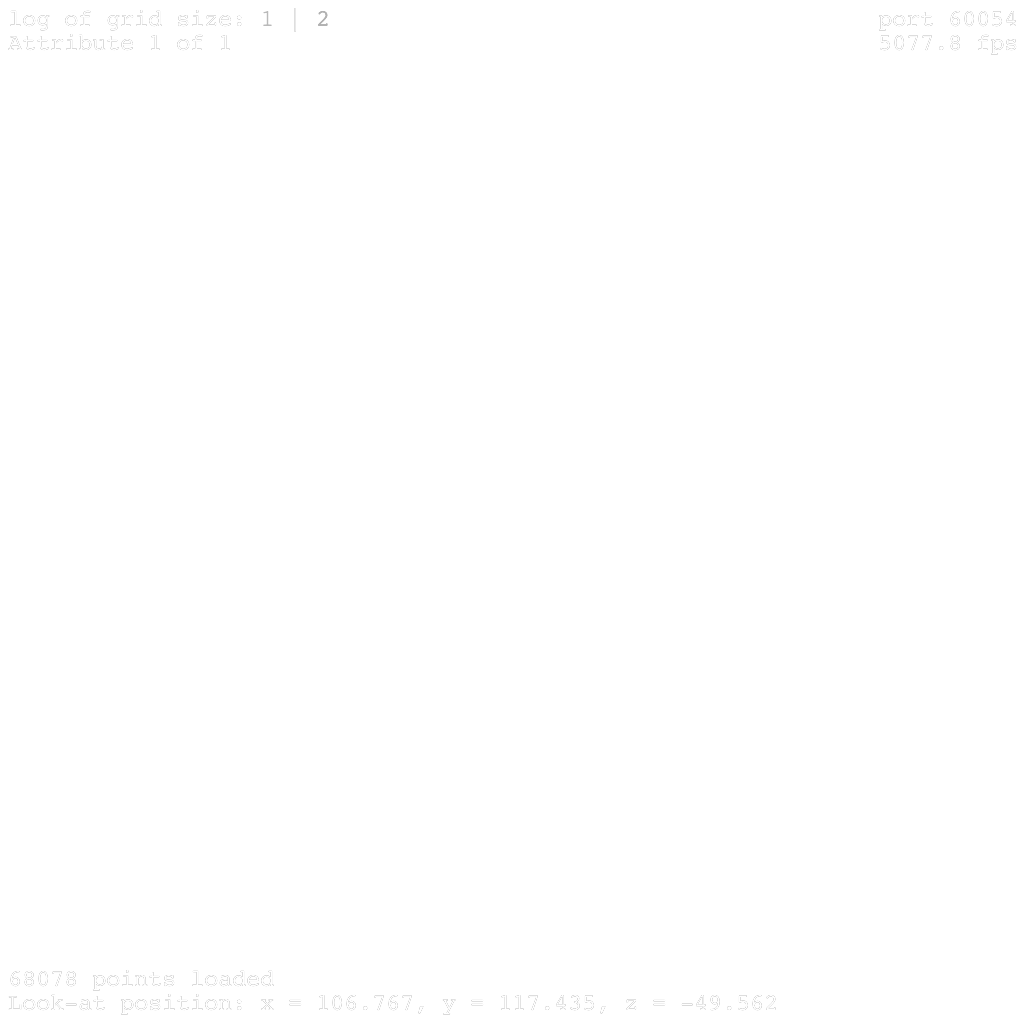 log of grid size: 1 | 2
port 60054
Attribute 1 of 1
5077.8 fps
68078 points loaded
Look-at position: x = 106.767, y = 117.435, z = -49.562